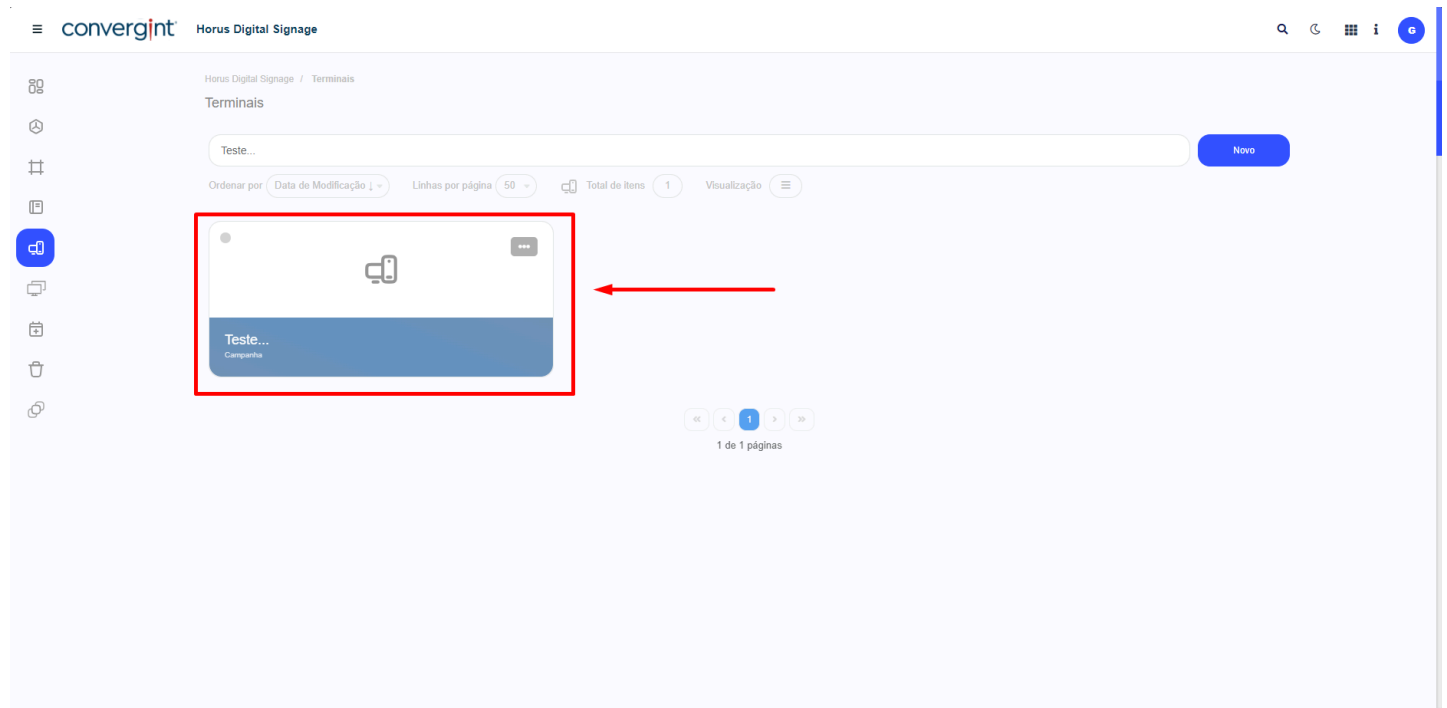 convergint Horus Digital Signage G
Horus Digital Signage / Terminais
Terminais
Teste... Novo
Ordenar por Data de Modificação ↓ Linhas por página 50 Total de itens 1 Visualização
Teste...
Campanha
« ‹ 1 › »
1 de 1 páginas